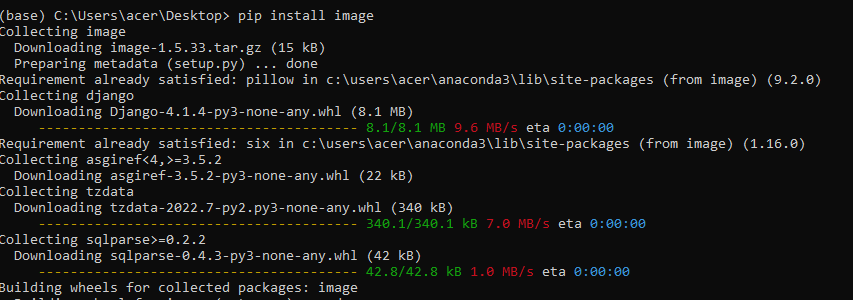 (base) C:\Users\acer\Desktop> pip install image
Collecting image
  Downloading image-1.5.33.tar.gz (15 kB)
  Preparing metadata (setup.py) ... done
Requirement already satisfied: pillow in c:\users\acer\anaconda3\lib\site-packages (from image) (9.2.0)
Collecting django
  Downloading Django-4.1.4-py3-none-any.whl (8.1 MB)
     ---------------------------------------- 8.1/8.1 MB 9.6 MB/s eta 0:00:00
Requirement already satisfied: six in c:\users\acer\anaconda3\lib\site-packages (from image) (1.16.0)
Collecting asgiref<4,>=3.5.2
  Downloading asgiref-3.5.2-py3-none-any.whl (22 kB)
Collecting tzdata
  Downloading tzdata-2022.7-py2.py3-none-any.whl (340 kB)
     ---------------------------------------- 340.1/340.1 kB 7.0 MB/s eta 0:00:00
Collecting sqlparse>=0.2.2
  Downloading sqlparse-0.4.3-py3-none-any.whl (42 kB)
     ---------------------------------------- 42.8/42.8 kB 1.0 MB/s eta 0:00:00
Building wheels for collected packages: image